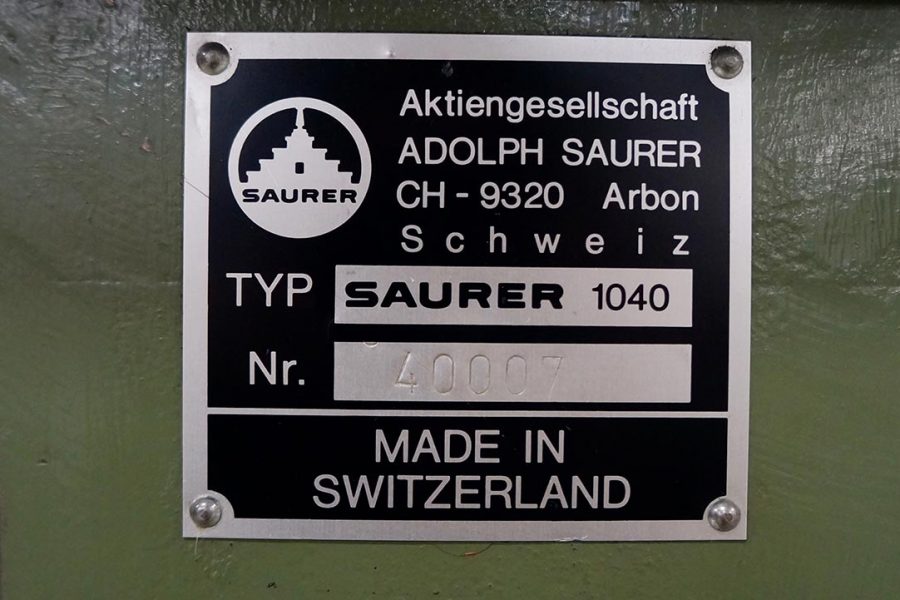 SAURER
Aktiengesellschaft
ADOLPH SAURER
CH - 9320 Arbon
Schweiz
TYP SAURER 1040
Nr. 40007
MADE IN
SWITZERLAND